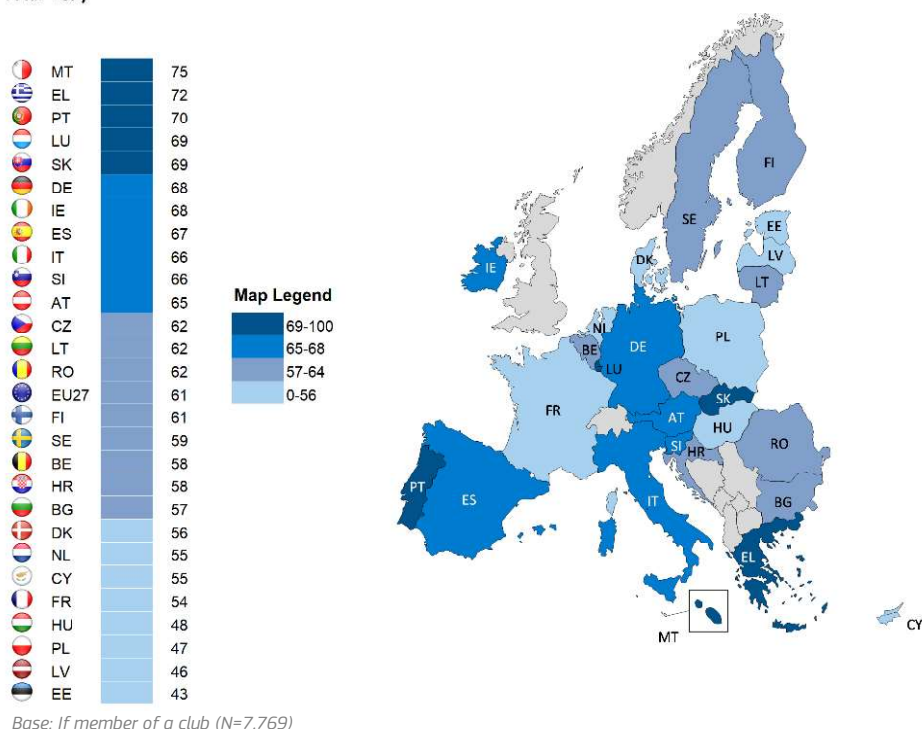 MT 75
EL 72
PT 70
LU 69
SK 69
DE 68
IE 68
ES 67
IT 66
SI 66
AT 65
CZ 62
LT 62
RO 62
EU27 61
FI 61
SE 59
BE 58
HR 58
BG 57
DK 56
NL 55
CY 55
FR 54
HU 48
PL 47
LV 46
EE 43
Map Legend
69-100
65-68
57-64
0-56
FI
SE
EE
LV
LT
DK
IE
NL
PL
BE
DE
LU
CZ
SK
FR
AT
HU
SI
HR
RO
PT
ES
IT
BG
EL
MT
CY
Base: If member of a club (N=7.769)